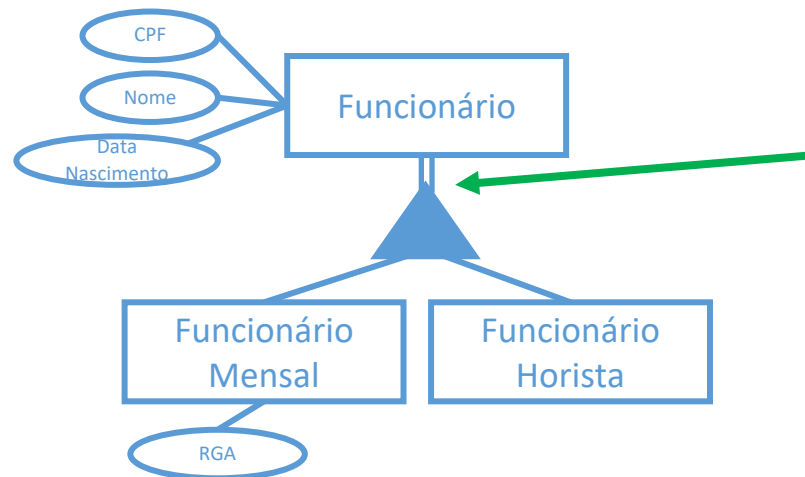 CPF
Nome
Data
Nascimento
Funcionário
Funcionário
Mensal
Funcionário
Horista
RGA